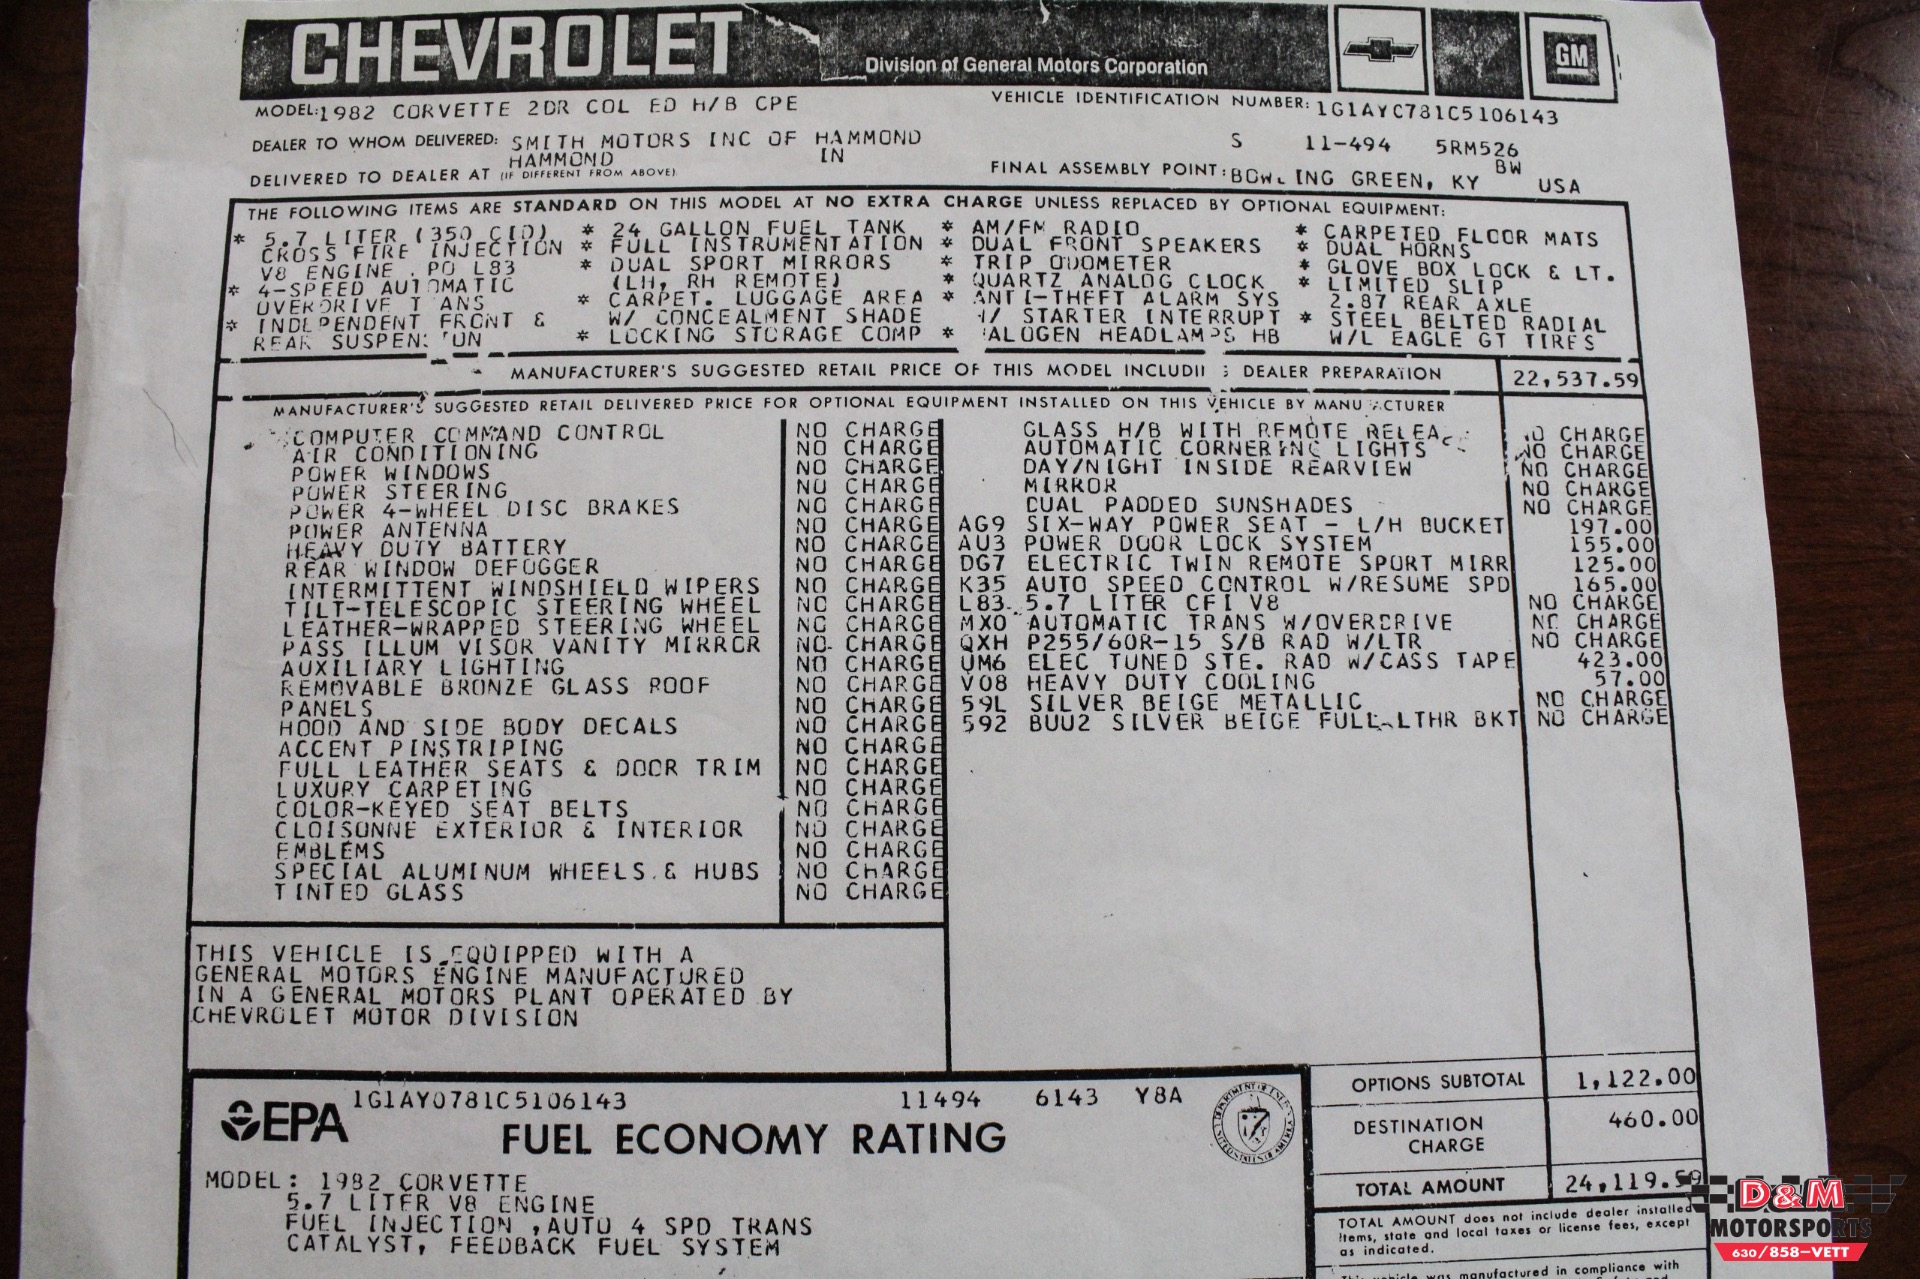 CHEVROLET
Division of General Motors Corporation
GM
MODEL: 1982 CORVETTE 2DR COL ED H/B CPE
VEHICLE IDENTIFICATION NUMBER: 1G1AYC781C5106143
DEALER TO WHOM DELIVERED: SMITH MOTORS INC OF HAMMOND
HAMMOND IN
S 11-494 5RM526
DELIVERED TO DEALER AT (IF DIFFERENT FROM ABOVE)
FINAL ASSEMBLY POINT: BOWLING GREEN, KY BW USA
THE FOLLOWING ITEMS ARE STANDARD ON THIS MODEL AT NO EXTRA CHARGE UNLESS REPLACED BY OPTIONAL EQUIPMENT:
* 5.7 LITER (350 CID)
CROSS FIRE INJECTION
V8 ENGINE. PO L83
* 4-SPEED AUTOMATIC
OVERDRIVE TRANS
* INDEPENDENT FRONT &
REAR SUSPENSION
* 24 GALLON FUEL TANK
* FULL INSTRUMENTATION
* DUAL SPORT MIRRORS
(LH, RH REMOTE)
* CARPET. LUGGAGE AREA
W/ CONCEALMENT SHADE
* LOCKING STORAGE COMP
* AM/FM RADIO
* DUAL FRONT SPEAKERS
* TRIP ODOMETER
* QUARTZ ANALOG CLOCK
* ANTI-THEFT ALARM SYS
W/ STARTER INTERRUPT
* HALOGEN HEADLAMPS HB
* CARPETED FLOOR MATS
* DUAL HORNS
* GLOVE BOX LOCK & LT.
* LIMITED SLIP
2.87 REAR AXLE
* STEEL BELTED RADIAL
W/L EAGLE GT TIRES
MANUFACTURER'S SUGGESTED RETAIL PRICE OF THIS MODEL INCLUDING DEALER PREPARATION 22,537.59
MANUFACTURER'S SUGGESTED RETAIL DELIVERED PRICE FOR OPTIONAL EQUIPMENT INSTALLED ON THIS VEHICLE BY MANUFACTURER
COMPUTER COMMAND CONTROL NO CHARGE
AIR CONDITIONING NO CHARGE
POWER WINDOWS NO CHARGE
POWER STEERING NO CHARGE
POWER 4-WHEEL DISC BRAKES NO CHARGE
POWER ANTENNA NO CHARGE
HEAVY DUTY BATTERY NO CHARGE
REAR WINDOW DEFOGGER NO CHARGE
INTERMITTENT WINDSHIELD WIPERS NO CHARGE
TILT-TELESCOPIC STEERING WHEEL NO CHARGE
LEATHER-WRAPPED STEERING WHEEL NO CHARGE
PASS ILLUM VISOR VANITY MIRROR NO CHARGE
AUXILIARY LIGHTING NO CHARGE
REMOVABLE BRONZE GLASS ROOF NO CHARGE
PANELS NO CHARGE
HOOD AND SIDE BODY DECALS NO CHARGE
ACCENT PINSTRIPING NO CHARGE
FULL LEATHER SEATS & DOOR TRIM NO CHARGE
LUXURY CARPETING NO CHARGE
COLOR-KEYED SEAT BELTS NO CHARGE
CLOISONNE EXTERIOR & INTERIOR NO CHARGE
EMBLEMS NO CHARGE
SPECIAL ALUMINUM WHEELS & HUBS NO CHARGE
TINTED GLASS NO CHARGE
GLASS H/B WITH REMOTE RELEA NO CHARGE
AUTOMATIC CORNERING LIGHTS NO CHARGE
DAY/NIGHT INSIDE REARVIEW NO CHARGE
MIRROR NO CHARGE
DUAL PADDED SUNSHADES NO CHARGE
AG9 SIX-WAY POWER SEAT - L/H BUCKET 197.00
AU3 POWER DOOR LOCK SYSTEM 155.00
DG7 ELECTRIC TWIN REMOTE SPORT MIRR 125.00
K35 AUTO SPEED CONTROL W/RESUME SPD 165.00
L83 5.7 LITER CFI V8 NO CHARGE
MX0 AUTOMATIC TRANS W/OVERDRIVE NO CHARGE
QXH P255/60R-15 S/B RAD W/LTR NO CHARGE
UM6 ELEC TUNED STE. RAD W/CASS TAPE 423.00
V08 HEAVY DUTY COOLING 57.00
59L SILVER BEIGE METALLIC NO CHARGE
592 BUU2 SILVER BEIGE FULL LTHR BKT NO CHARGE
THIS VEHICLE IS EQUIPPED WITH A
GENERAL MOTORS ENGINE MANUFACTURED
IN A GENERAL MOTORS PLANT OPERATED BY
CHEVROLET MOTOR DIVISION
EPA 1G1AY0781C5106143 11494 6143 Y8A
FUEL ECONOMY RATING
MODEL: 1982 CORVETTE
5.7 LITER V8 ENGINE
FUEL INJECTION, AUTO 4 SPD TRANS
CATALYST, FEEDBACK FUEL SYSTEM
OPTIONS SUBTOTAL 1,122.00
DESTINATION CHARGE 460.00
TOTAL AMOUNT 24,119.59
TOTAL AMOUNT does not include dealer installed
items, state and local taxes or license fees, except
as indicated.
This vehicle was manufactured in compliance with
D&M
MOTORSPORTS
630/858-VETT